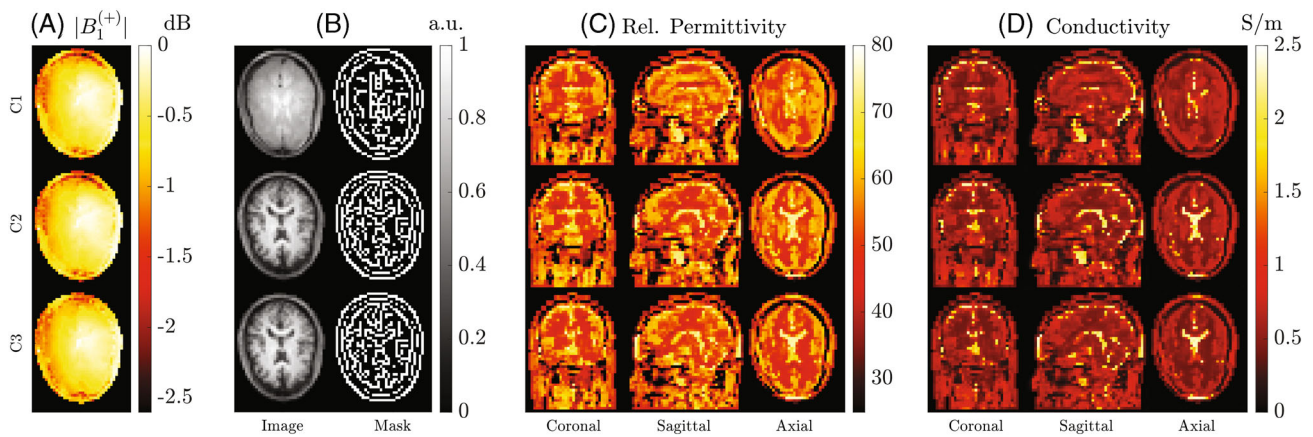 (A) |B₁⁽⁺⁾| dB (B) a.u. (C) Rel. Permittivity (D) Conductivity S/m
0 1 80 2.5
-0.5 0.8 70 2
-1 0.6 60 1.5
-1.5 0.4 50 1
-2 0.2 40 0.5
-2.5 0 30 0
C1
C2
C3
Image Mask Coronal Sagittal Axial Coronal Sagittal Axial